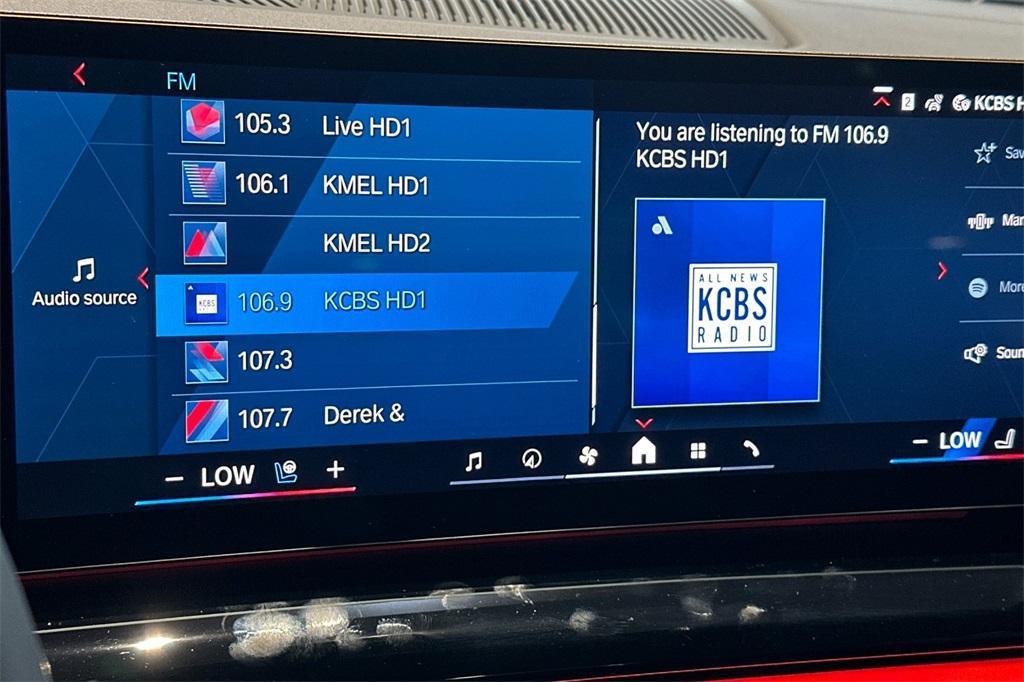 FM
105.3 Live HD1
106.1 KMEL HD1
KMEL HD2
106.9 KCBS HD1
107.3
107.7 Derek &
Audio source
You are listening to FM 106.9
KCBS HD1
ALL NEWS
KCBS
RADIO
KCBS
2 KCBS H
Sav
Man
More
Soun
− LOW +
− LOW